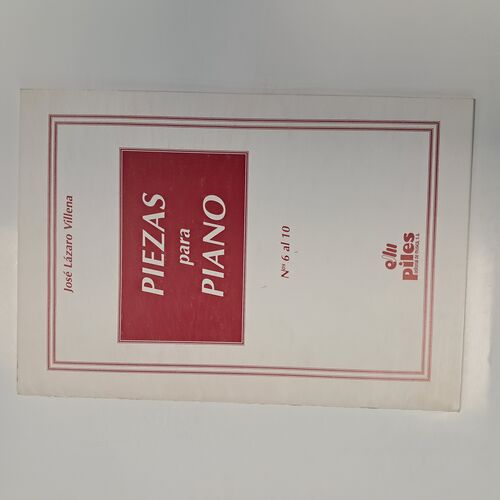 José Lázaro Villena
PIEZAS
para
PIANO
Nos 6 al 10
Piles